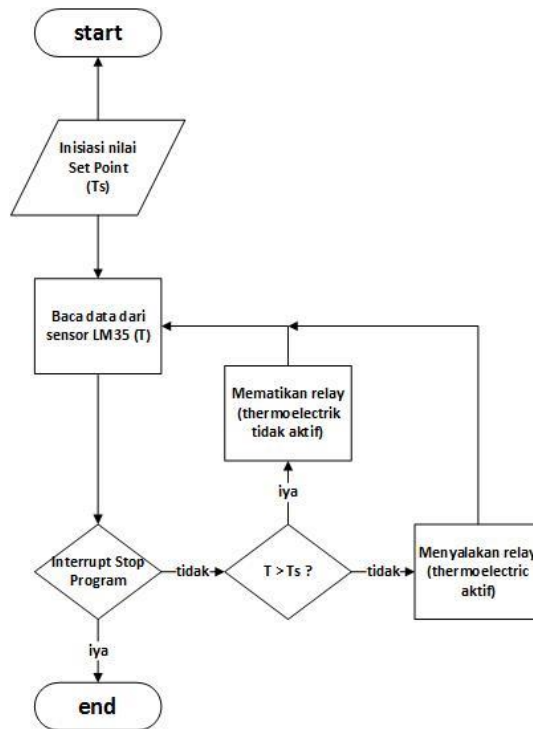 start
Inisiasi nilai
Set Point
(Ts)
Baca data dari
sensor LM35 (T)
Mematikan relay
(thermoelectrik
tidak aktif)
iya
Interrupt Stop
Program
tidak
T > Ts ?
tidak
Menyalakan relay
(thermoelectric
aktif)
iya
end